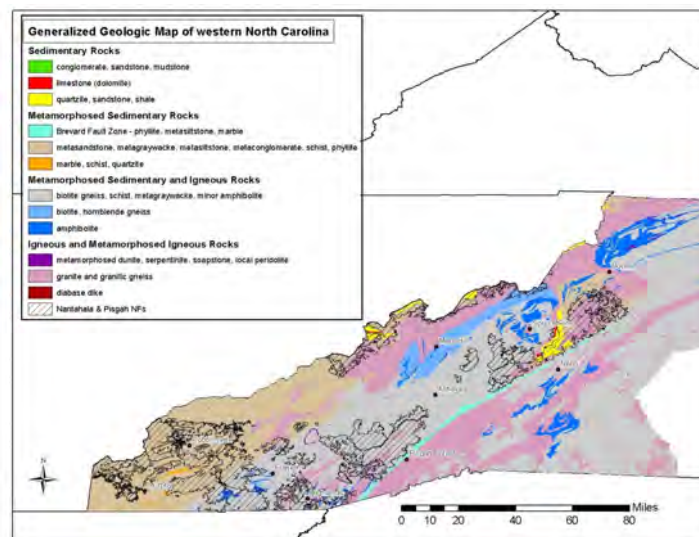 Generalized Geologic Map of western North Carolina
Sedimentary Rocks
conglomerate, sandstone, mudstone
limestone (dolomite)
quartzite, sandstone, shale
Metamorphosed Sedimentary Rocks
Brevard Fault Zone - phyllite, metasiltstone, marble
metasandstone, metagraywacke, metasiltstone, metaconglomerate, schist, phyllite
marble, schist, quartzite
Metamorphosed Sedimentary and Igneous Rocks
biotite gneiss, schist, metagraywacke, minor amphibolite
biotite, hornblende gneiss
amphibolite
Igneous and Metamorphosed Igneous Rocks
metamorphosed dunite, serpentinite, soapstone, local peridotite
granite and granitic gneiss
diabase dike
Nantahala & Pisgah NFs
N
Miles
0 10 20 40 60 80